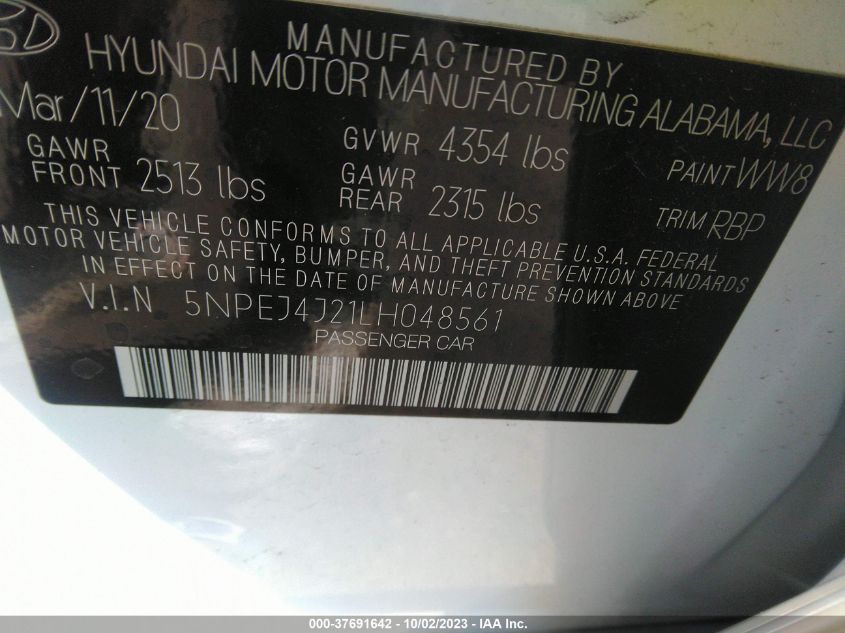 MANUFACTURED BY
HYUNDAI MOTOR MANUFACTURING ALABAMA, LLC
Mar/11/20 GVWR 4354 lbs PAINT WW8
GAWR FRONT 2513 lbs GAWR REAR 2315 lbs TRIM RBP
THIS VEHICLE CONFORMS TO ALL APPLICABLE U.S.A. FEDERAL
MOTOR VEHICLE SAFETY, BUMPER, AND THEFT PREVENTION STANDARDS
IN EFFECT ON THE DATE OF MANUFACTURE SHOWN ABOVE
V.I.N 5NPEJ4J21LH048561
PASSENGER CAR
000-37691642 - 10/02/2023 - IAA Inc.